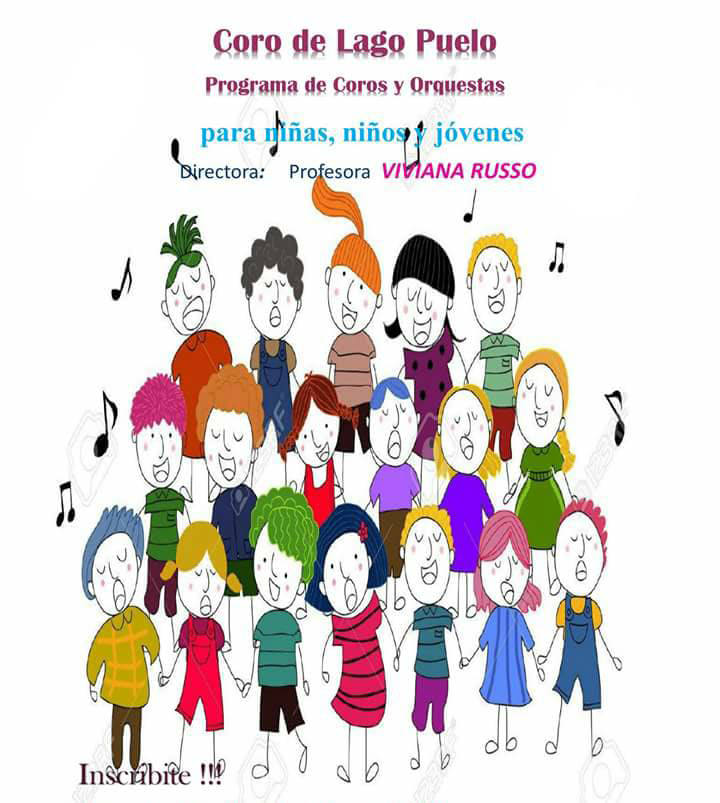 Coro de Lago Puelo
Programa de Coros y Orquestas
para niñas, niños y jóvenes
Directora: Profesora VIVIANA RUSSO
Inscribite !!!